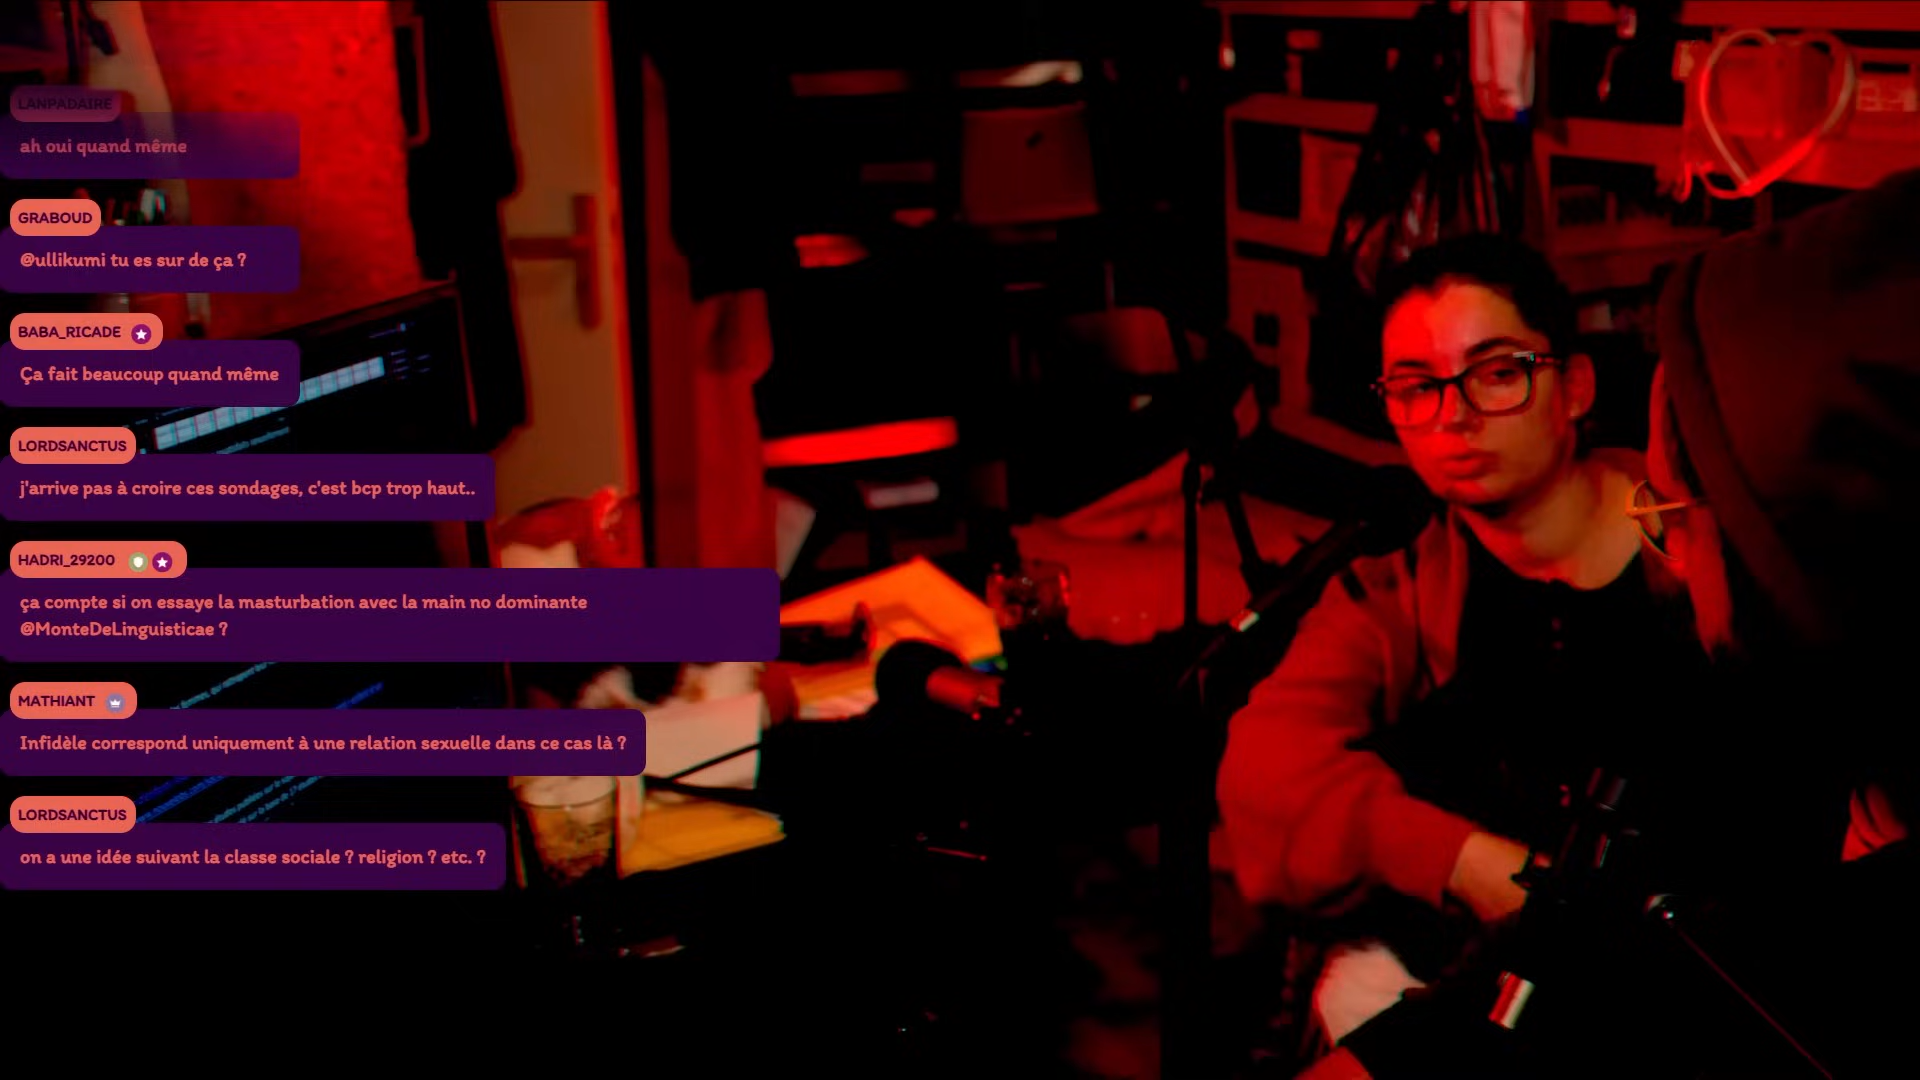 LANPADAIRE
ah oui quand même
GRABOUD
@ullikumi tu es sur de ça ?
BABA_RICADE
Ça fait beaucoup quand même
LORDSANCTUS
j'arrive pas à croire ces sondages, c'est bcp trop haut..
HADRI_29200
ça compte si on essaye la masturbation avec la main no dominante
@MonteDeLinguisticae ?
MATHIANT
Infidèle correspond uniquement à une relation sexuelle dans ce cas là ?
LORDSANCTUS
on a une idée suivant la classe sociale ? religion ? etc. ?